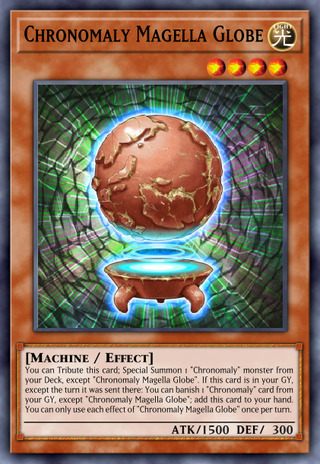 Chronomaly Magella Globe
LIGHT
光
[Machine / Effect]
You can Tribute this card; Special Summon 1 "Chronomaly" monster from
your Deck, except "Chronomaly Magella Globe". If this card is in your GY,
except the turn it was sent there: You can banish 1 "Chronomaly" card from
your GY, except "Chronomaly Magella Globe"; add this card to your hand.
You can only use each effect of "Chronomaly Magella Globe" once per turn.
ATK/1500 DEF/ 300